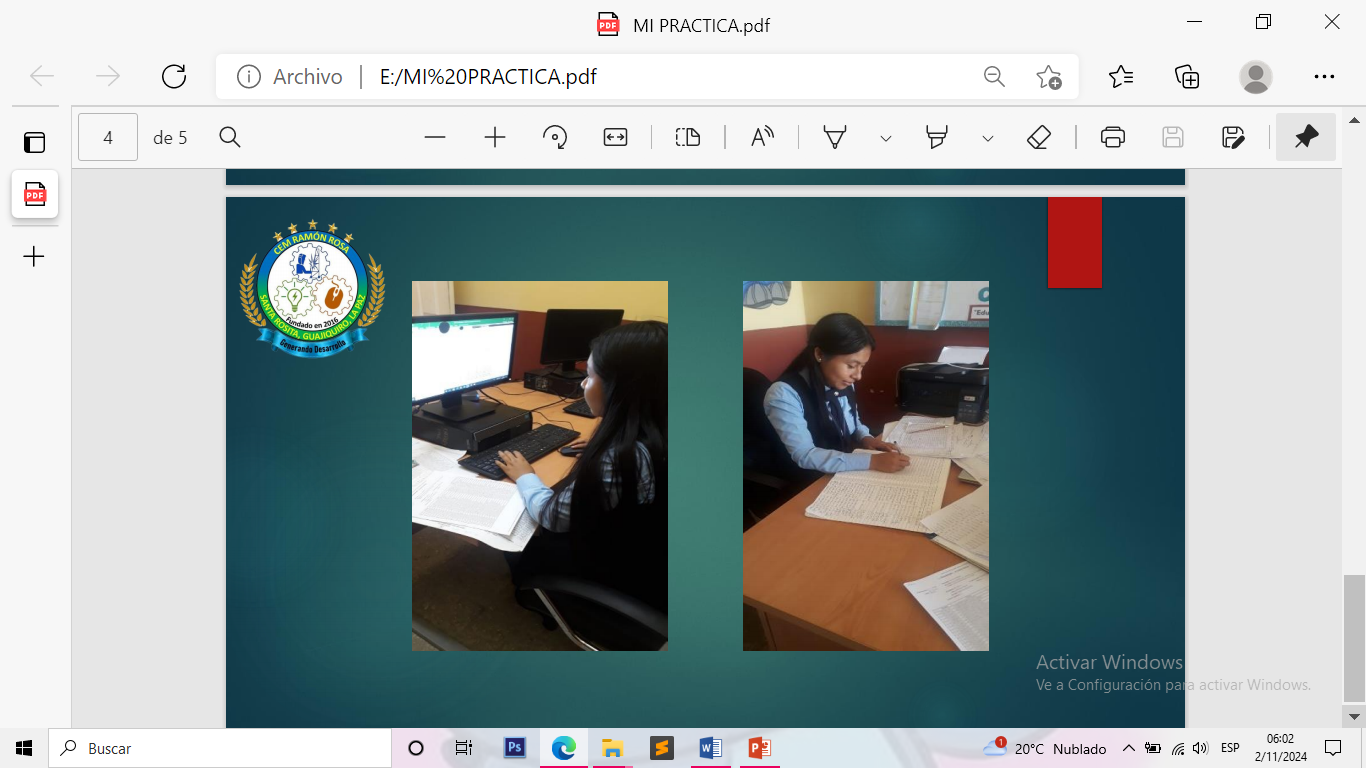 MI PRACTICA.pdf
Archivo
E:/MI%20PRACTICA.pdf
4
de 5
CEM RAMÓN ROSA
SANTA ROSITA, GUAJIQUIRO, LA PAZ
Fundado en 2016
Generando Desarrollo
Activar Windows
Ve a Configuración para activar Windows.
Buscar
1
20°C Nublado
ESP
06:02
2/11/2024